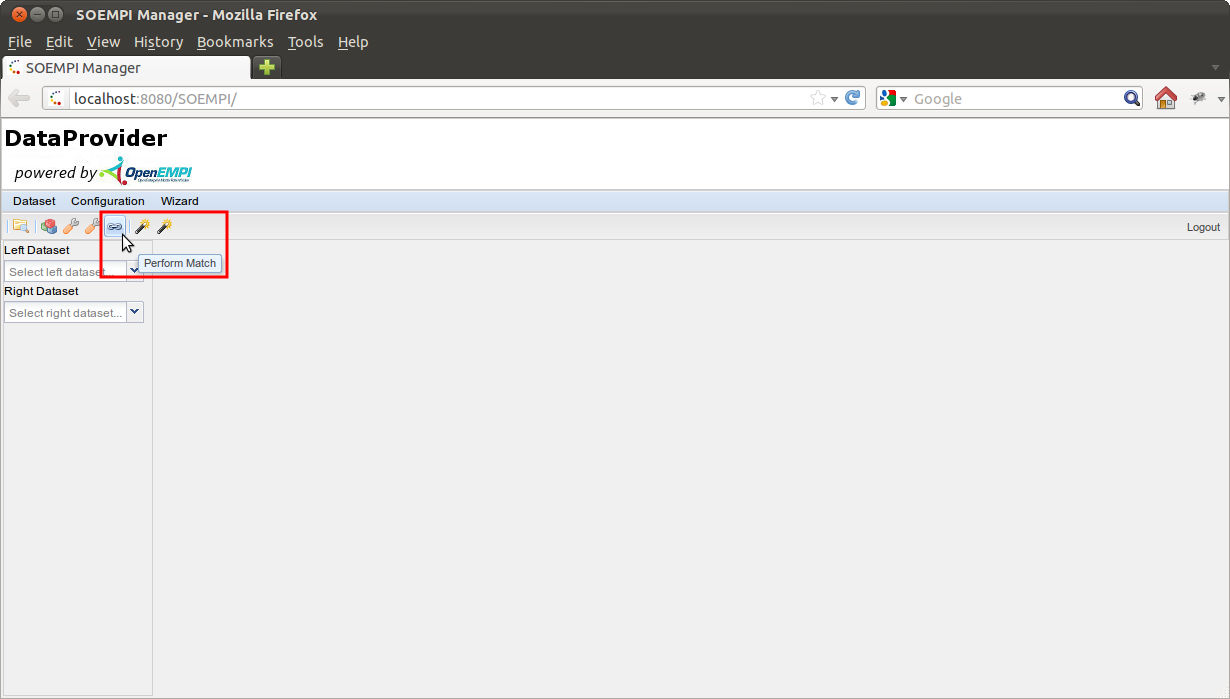 SOEMPI Manager - Mozilla Firefox
File Edit View History Bookmarks Tools Help
SOEMPI Manager
localhost:8080/SOEMPI/ Google
DataProvider
powered by OpenEMPI
Dataset Configuration Wizard
Logout
Left Dataset
Perform Match
Select left dataset...
Right Dataset
Select right dataset...